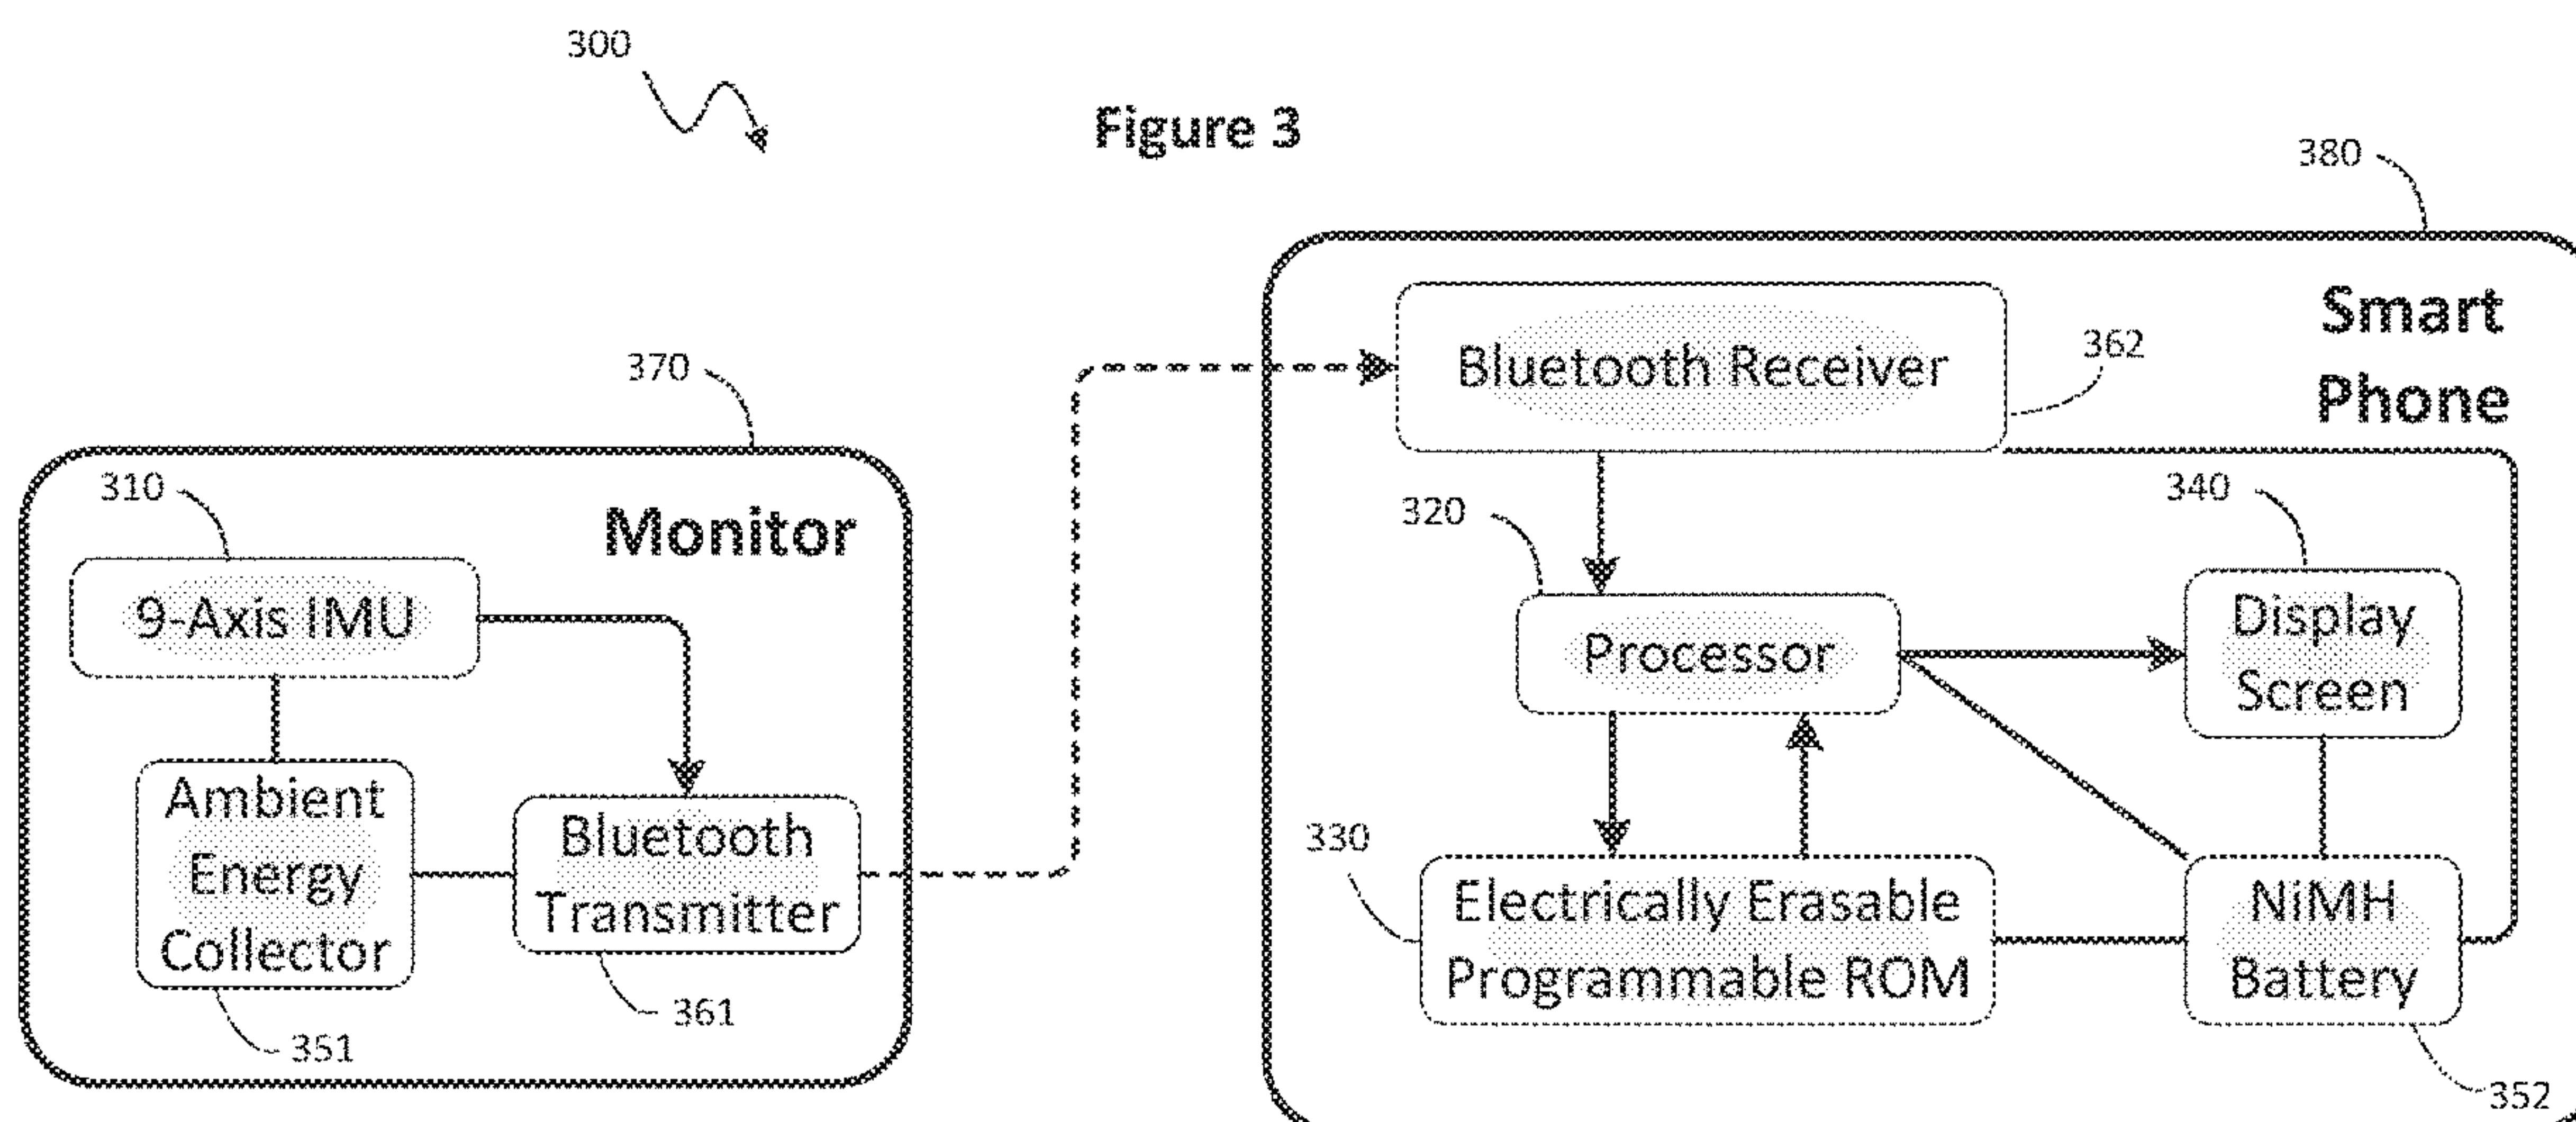 300
Figure 3
380
Smart
Phone
Bluetooth Receiver
362
370
310
Monitor
9-Axis IMU
Ambient
Energy
Collector
351
Bluetooth
Transmitter
361
320
Processor
340
Display
Screen
330
Electrically Erasable
Programmable ROM
NiMH
Battery
352